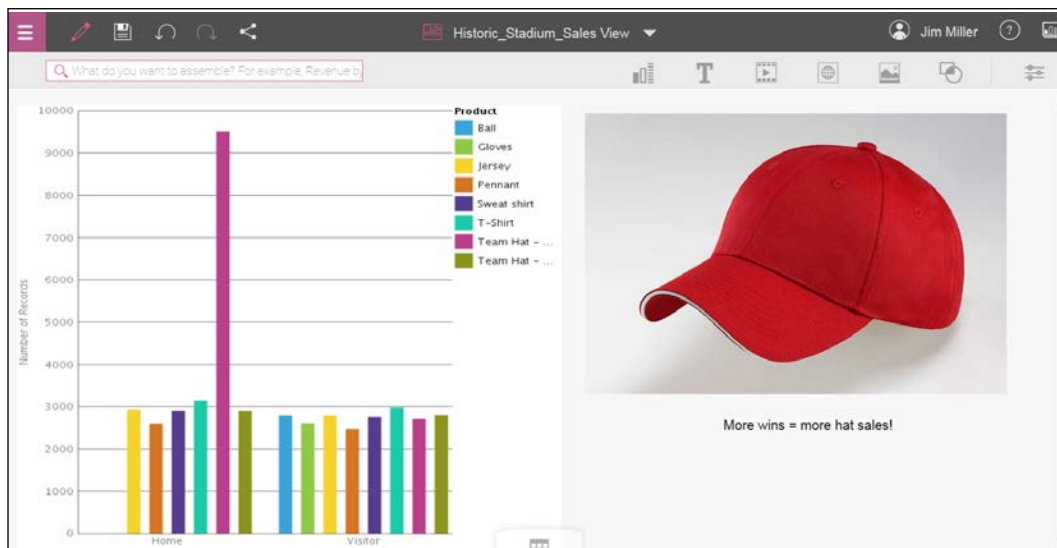 Historic_Stadium_Sales View
Jim Miller
?
What do you want to assemble? For example, Revenue by
T
10000
9000
8000
7000
6000
5000
4000
3000
2000
1000
0
Number of Records
Home
Visitor
Product
Ball
Gloves
Jersey
Pennant
Sweat shirt
T-Shirt
Team Hat - ...
Team Hat - ...
More wins = more hat sales!